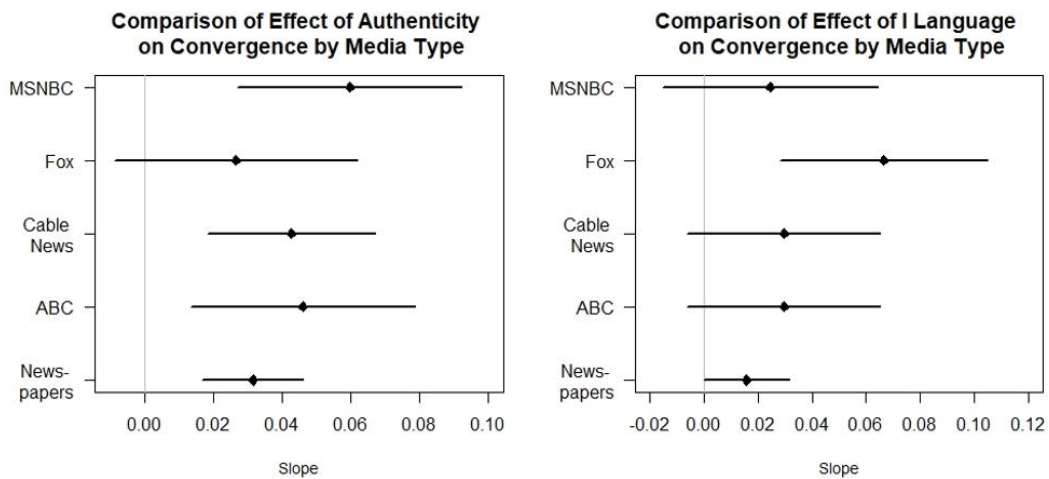 Comparison of Effect of Authenticity
on Convergence by Media Type
MSNBC
Fox
Cable
News
ABC
News-
papers
0.00 0.02 0.04 0.06 0.08 0.10
Slope
Comparison of Effect of I Language
on Convergence by Media Type
MSNBC
Fox
Cable
News
ABC
News-
papers
-0.02 0.00 0.02 0.04 0.06 0.08 0.10 0.12
Slope